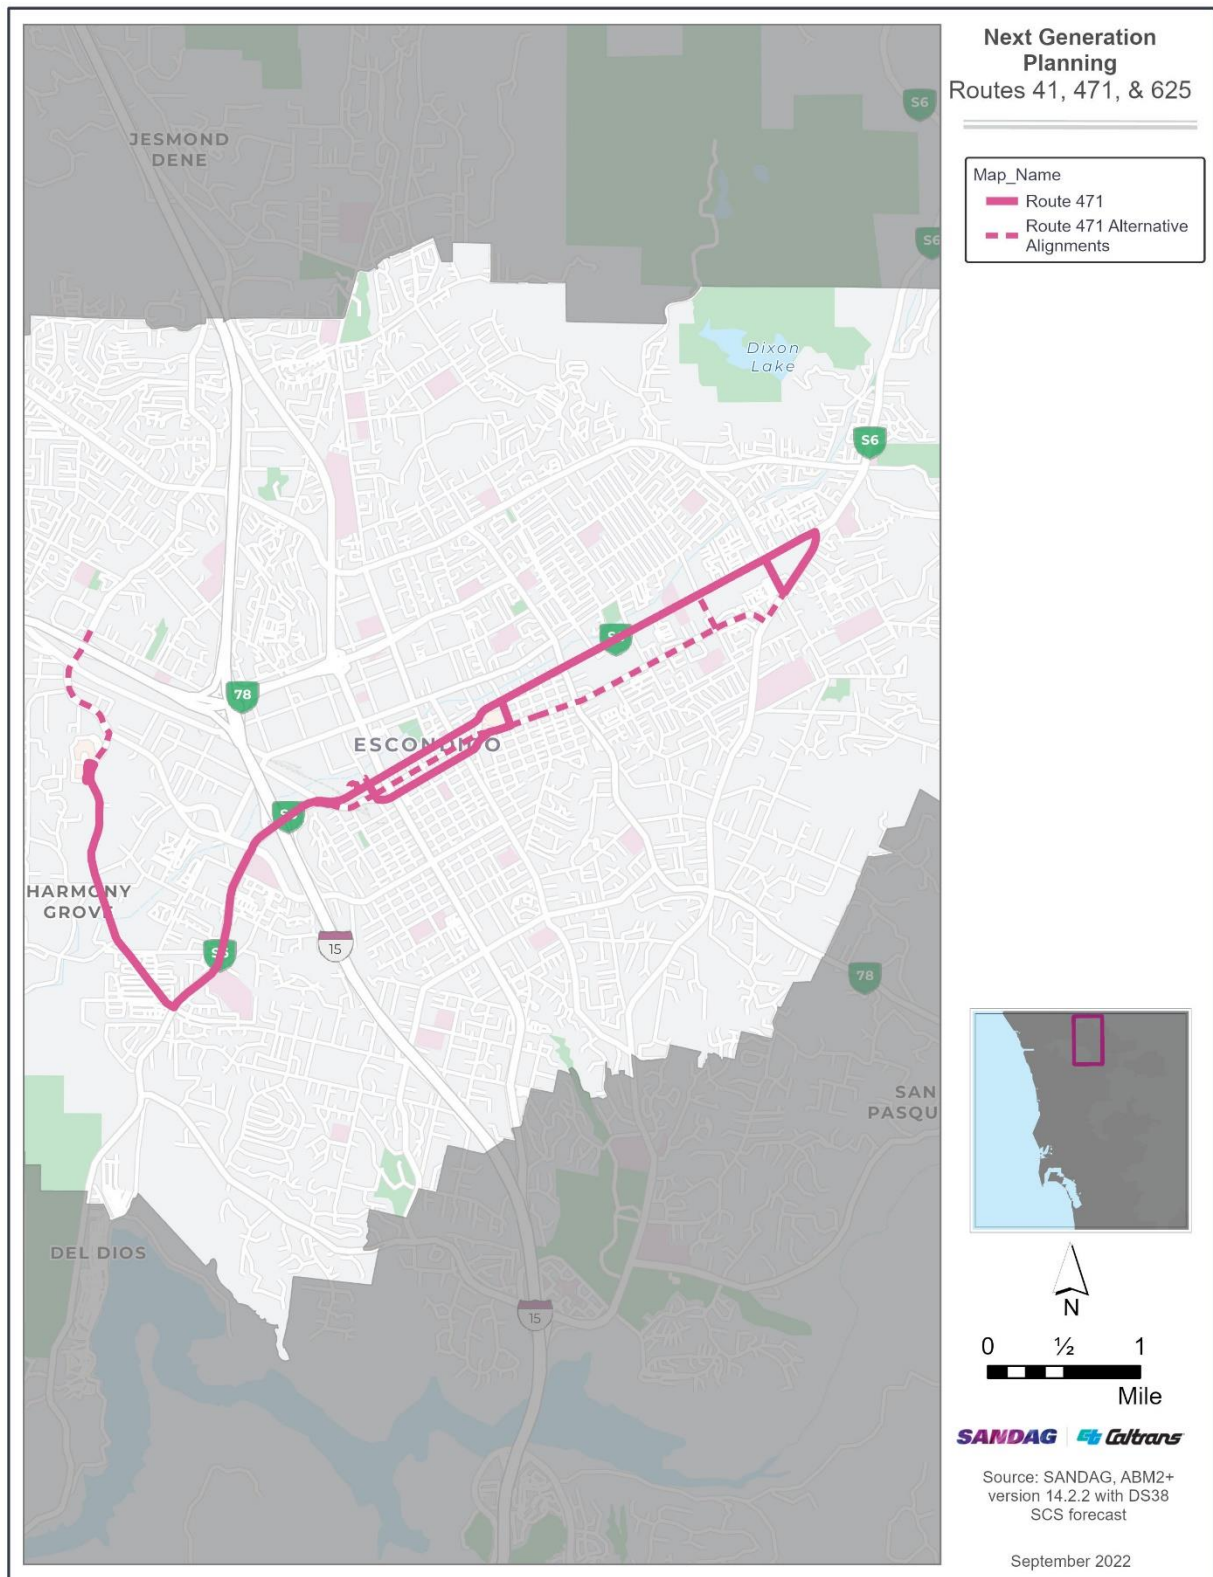 Next Generation
Planning
Routes 41, 471, & 625
Map_Name
Route 471
Route 471 Alternative
Alignments
JESMOND
DENE
S6
S6
Dixon
Lake
S6
78
ESCONDIDO
HARMONY
GROVE
15
78
SAN
PASQU
DEL DIOS
15
N
0 ½ 1
Mile
SANDAG Caltrans
Source: SANDAG, ABM2+
version 14.2.2 with DS38
SCS forecast
September 2022